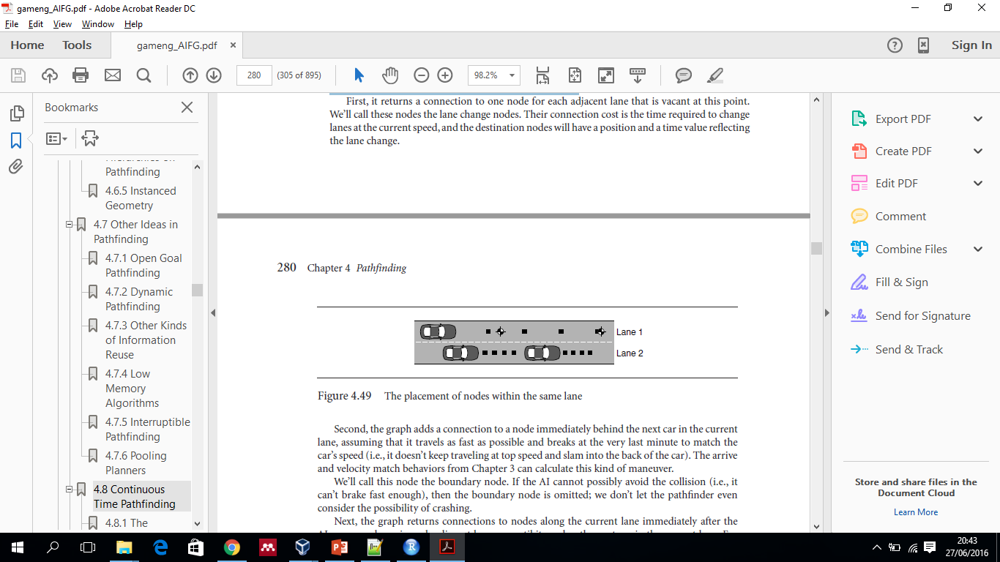 gameng_AIFG.pdf - Adobe Acrobat Reader DC
File Edit View Window Help
Home Tools gameng_AIFG.pdf × Sign In
280 (305 of 895) 98.2%
Bookmarks
Pathfinding
4.6.5 Instanced
Geometry
4.7 Other Ideas in
Pathfinding
4.7.1 Open Goal
Pathfinding
4.7.2 Dynamic
Pathfinding
4.7.3 Other Kinds
of Information
Reuse
4.7.4 Low
Memory
Algorithms
4.7.5 Interruptible
Pathfinding
4.7.6 Pooling
Planners
4.8 Continuous
Time Pathfinding
4.8.1 The
First, it returns a connection to one node for each adjacent lane that is vacant at this point.
We'll call these nodes the lane change nodes. Their connection cost is the time required to change
lanes at the current speed, and the destination nodes will have a position and a time value reflecting
the lane change.
280 Chapter 4 Pathfinding
Lane 1
Lane 2
Figure 4.49 The placement of nodes within the same lane
Second, the graph adds a connection to a node immediately behind the next car in the current
lane, assuming that it travels as fast as possible and breaks at the very last minute to match the
car's speed (i.e., it doesn't keep traveling at top speed and slam into the back of the car). The arrive
and velocity match behaviors from Chapter 3 can calculate this kind of maneuver.
We'll call this node the boundary node. If the AI cannot possibly avoid the collision (i.e., it
can't brake fast enough), then the boundary node is omitted; we don't let the pathfinder even
consider the possibility of crashing.
Next, the graph returns connections to nodes along the current lane immediately after the
Export PDF
Create PDF
Edit PDF
Comment
Combine Files
Fill & Sign
Send for Signature
Send & Track
Store and share files in the
Document Cloud
Learn More
20:43
27/06/2016